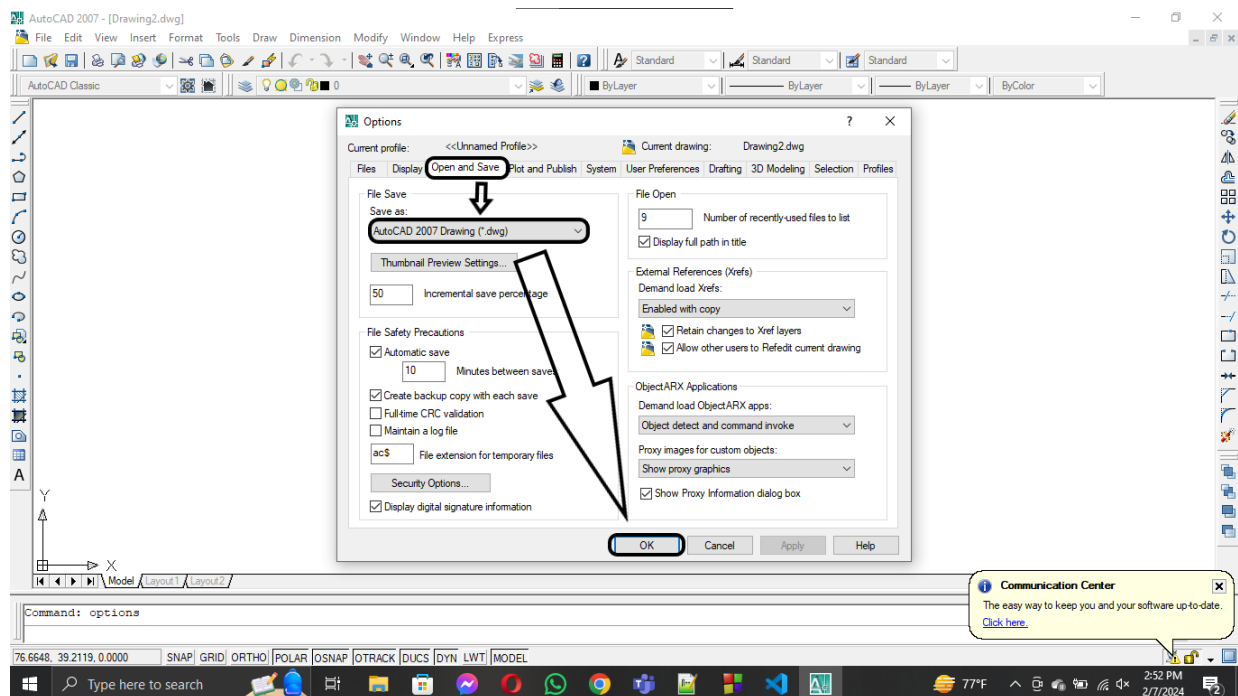 AutoCAD 2007 - [Drawing2.dwg]
File Edit View Insert Format Tools Draw Dimension Modify Window Help Express
Standard Standard Standard
AutoCAD Classic 0 ByLayer ByLayer ByLayer ByColor
Options ? X
Current profile: <<Unnamed Profile>> Current drawing: Drawing2.dwg
Files Display Open and Save Plot and Publish System User Preferences Drafting 3D Modeling Selection Profiles
File Save
Save as:
AutoCAD 2007 Drawing (*.dwg)
Thumbnail Preview Settings...
50 Incremental save percentage
File Safety Precautions
Automatic save
10 Minutes between saves
Create backup copy with each save
Full-time CRC validation
Maintain a log file
ac$ File extension for temporary files
Security Options...
Display digital signature information
File Open
9 Number of recently-used files to list
Display full path in title
External References (Xrefs)
Demand load Xrefs:
Enabled with copy
Retain changes to Xref layers
Allow other users to Refedit current drawing
ObjectARX Applications
Demand load ObjectARX apps:
Object detect and command invoke
Proxy images for custom objects:
Show proxy graphics
Show Proxy Information dialog box
OK Cancel Apply Help
A
Y
X
Model Layout1 Layout2
Command: options
Communication Center
The easy way to keep you and your software up-to-date.
Click here.
76.6648, 39.2119, 0.0000 SNAP GRID ORTHO POLAR OSNAP OTRACK DUCS DYN LWT MODEL
Type here to search 77°F 2:52 PM
2/7/2024 2